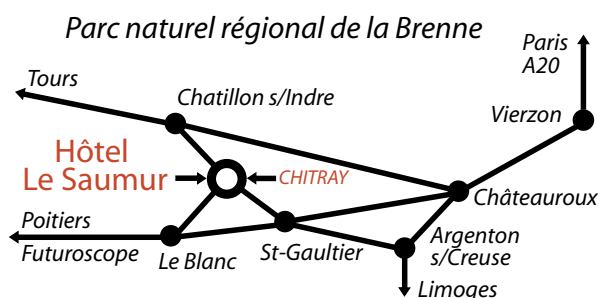 Parc naturel régional de la Brenne
Paris
A20
Tours
Chatillon s/Indre
Vierzon
Hôtel
Le Saumur
CHITRAY
Châteauroux
Poitiers
Futuroscope
Le Blanc
St-Gaultier
Argenton
s/Creuse
Limoges